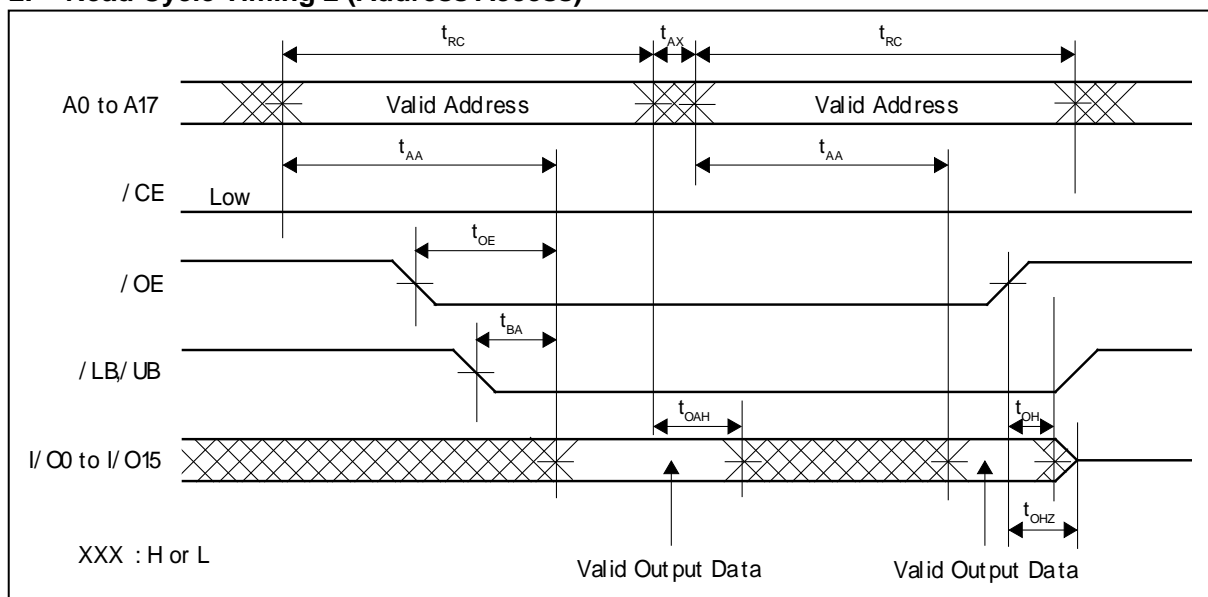 2. Read Cycle Timing 2 (Address Access)
tRC tAX tRC
A0 to A17 Valid Address Valid Address
tAA tAA
/CE Low
tOE
/OE
tBA
/LB,/UB
tOAH tOH
I/O0 to I/O15
tOHZ
XXX : H or L
Valid Output Data Valid Output Data